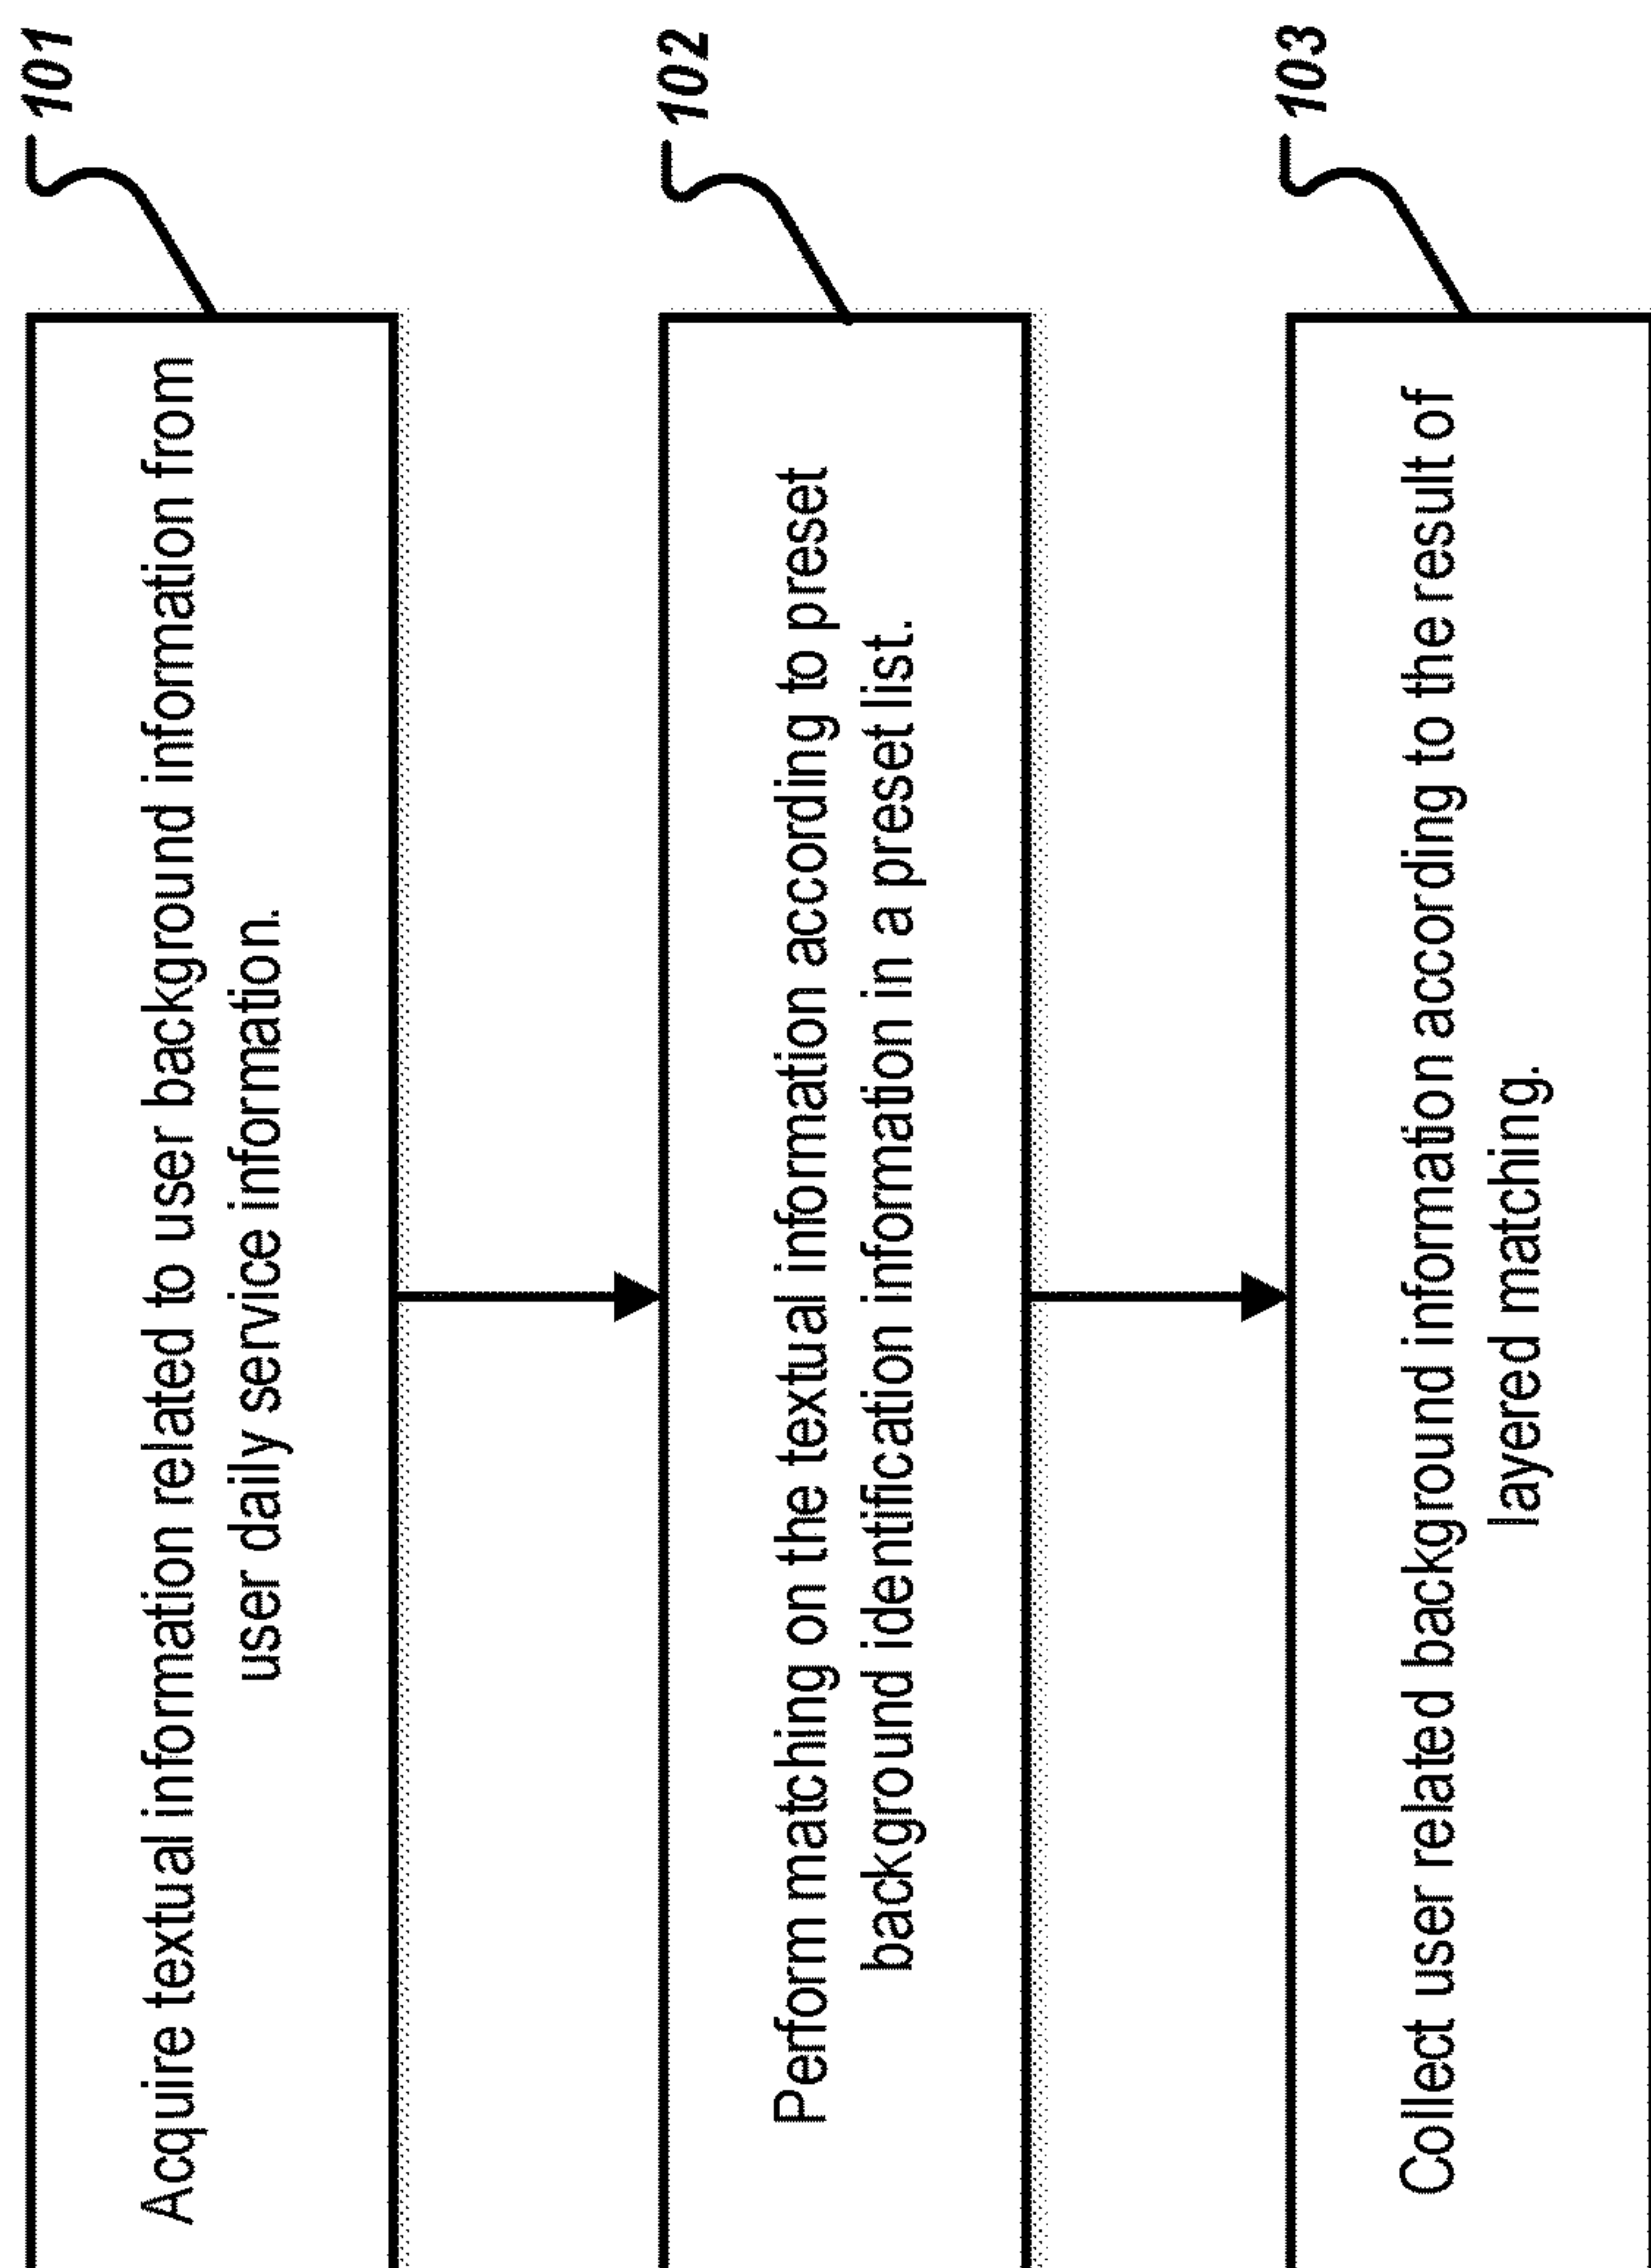 101
Acquire textual information related to user background information from
user daily service information.
102
Perform matching on the textual information according to preset
background identification information in a preset list.
103
Collect user related background information according to the result of
layered matching.